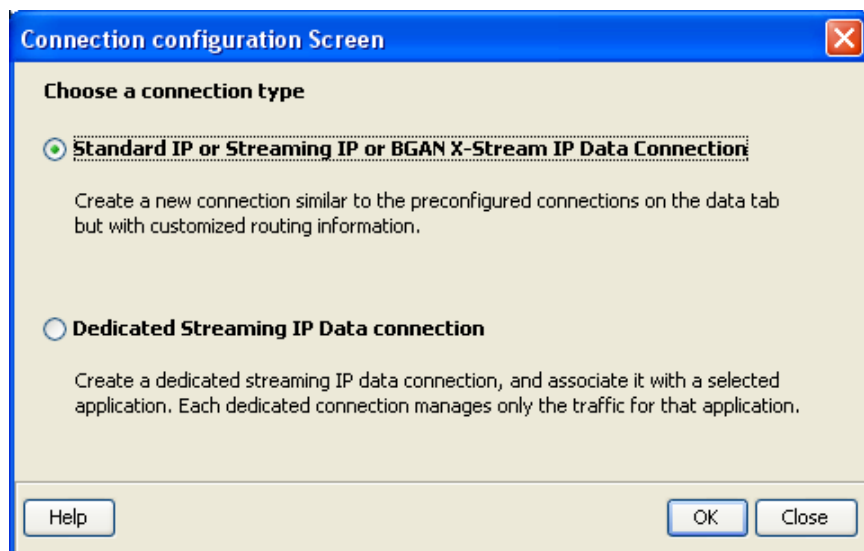 Connection configuration Screen
Choose a connection type
Standard IP or Streaming IP or BGAN X-Stream IP Data Connection
Create a new connection similar to the preconfigured connections on the data tab
but with customized routing information.
Dedicated Streaming IP Data connection
Create a dedicated streaming IP data connection, and associate it with a selected
application. Each dedicated connection manages only the traffic for that application.
Help
OK
Close